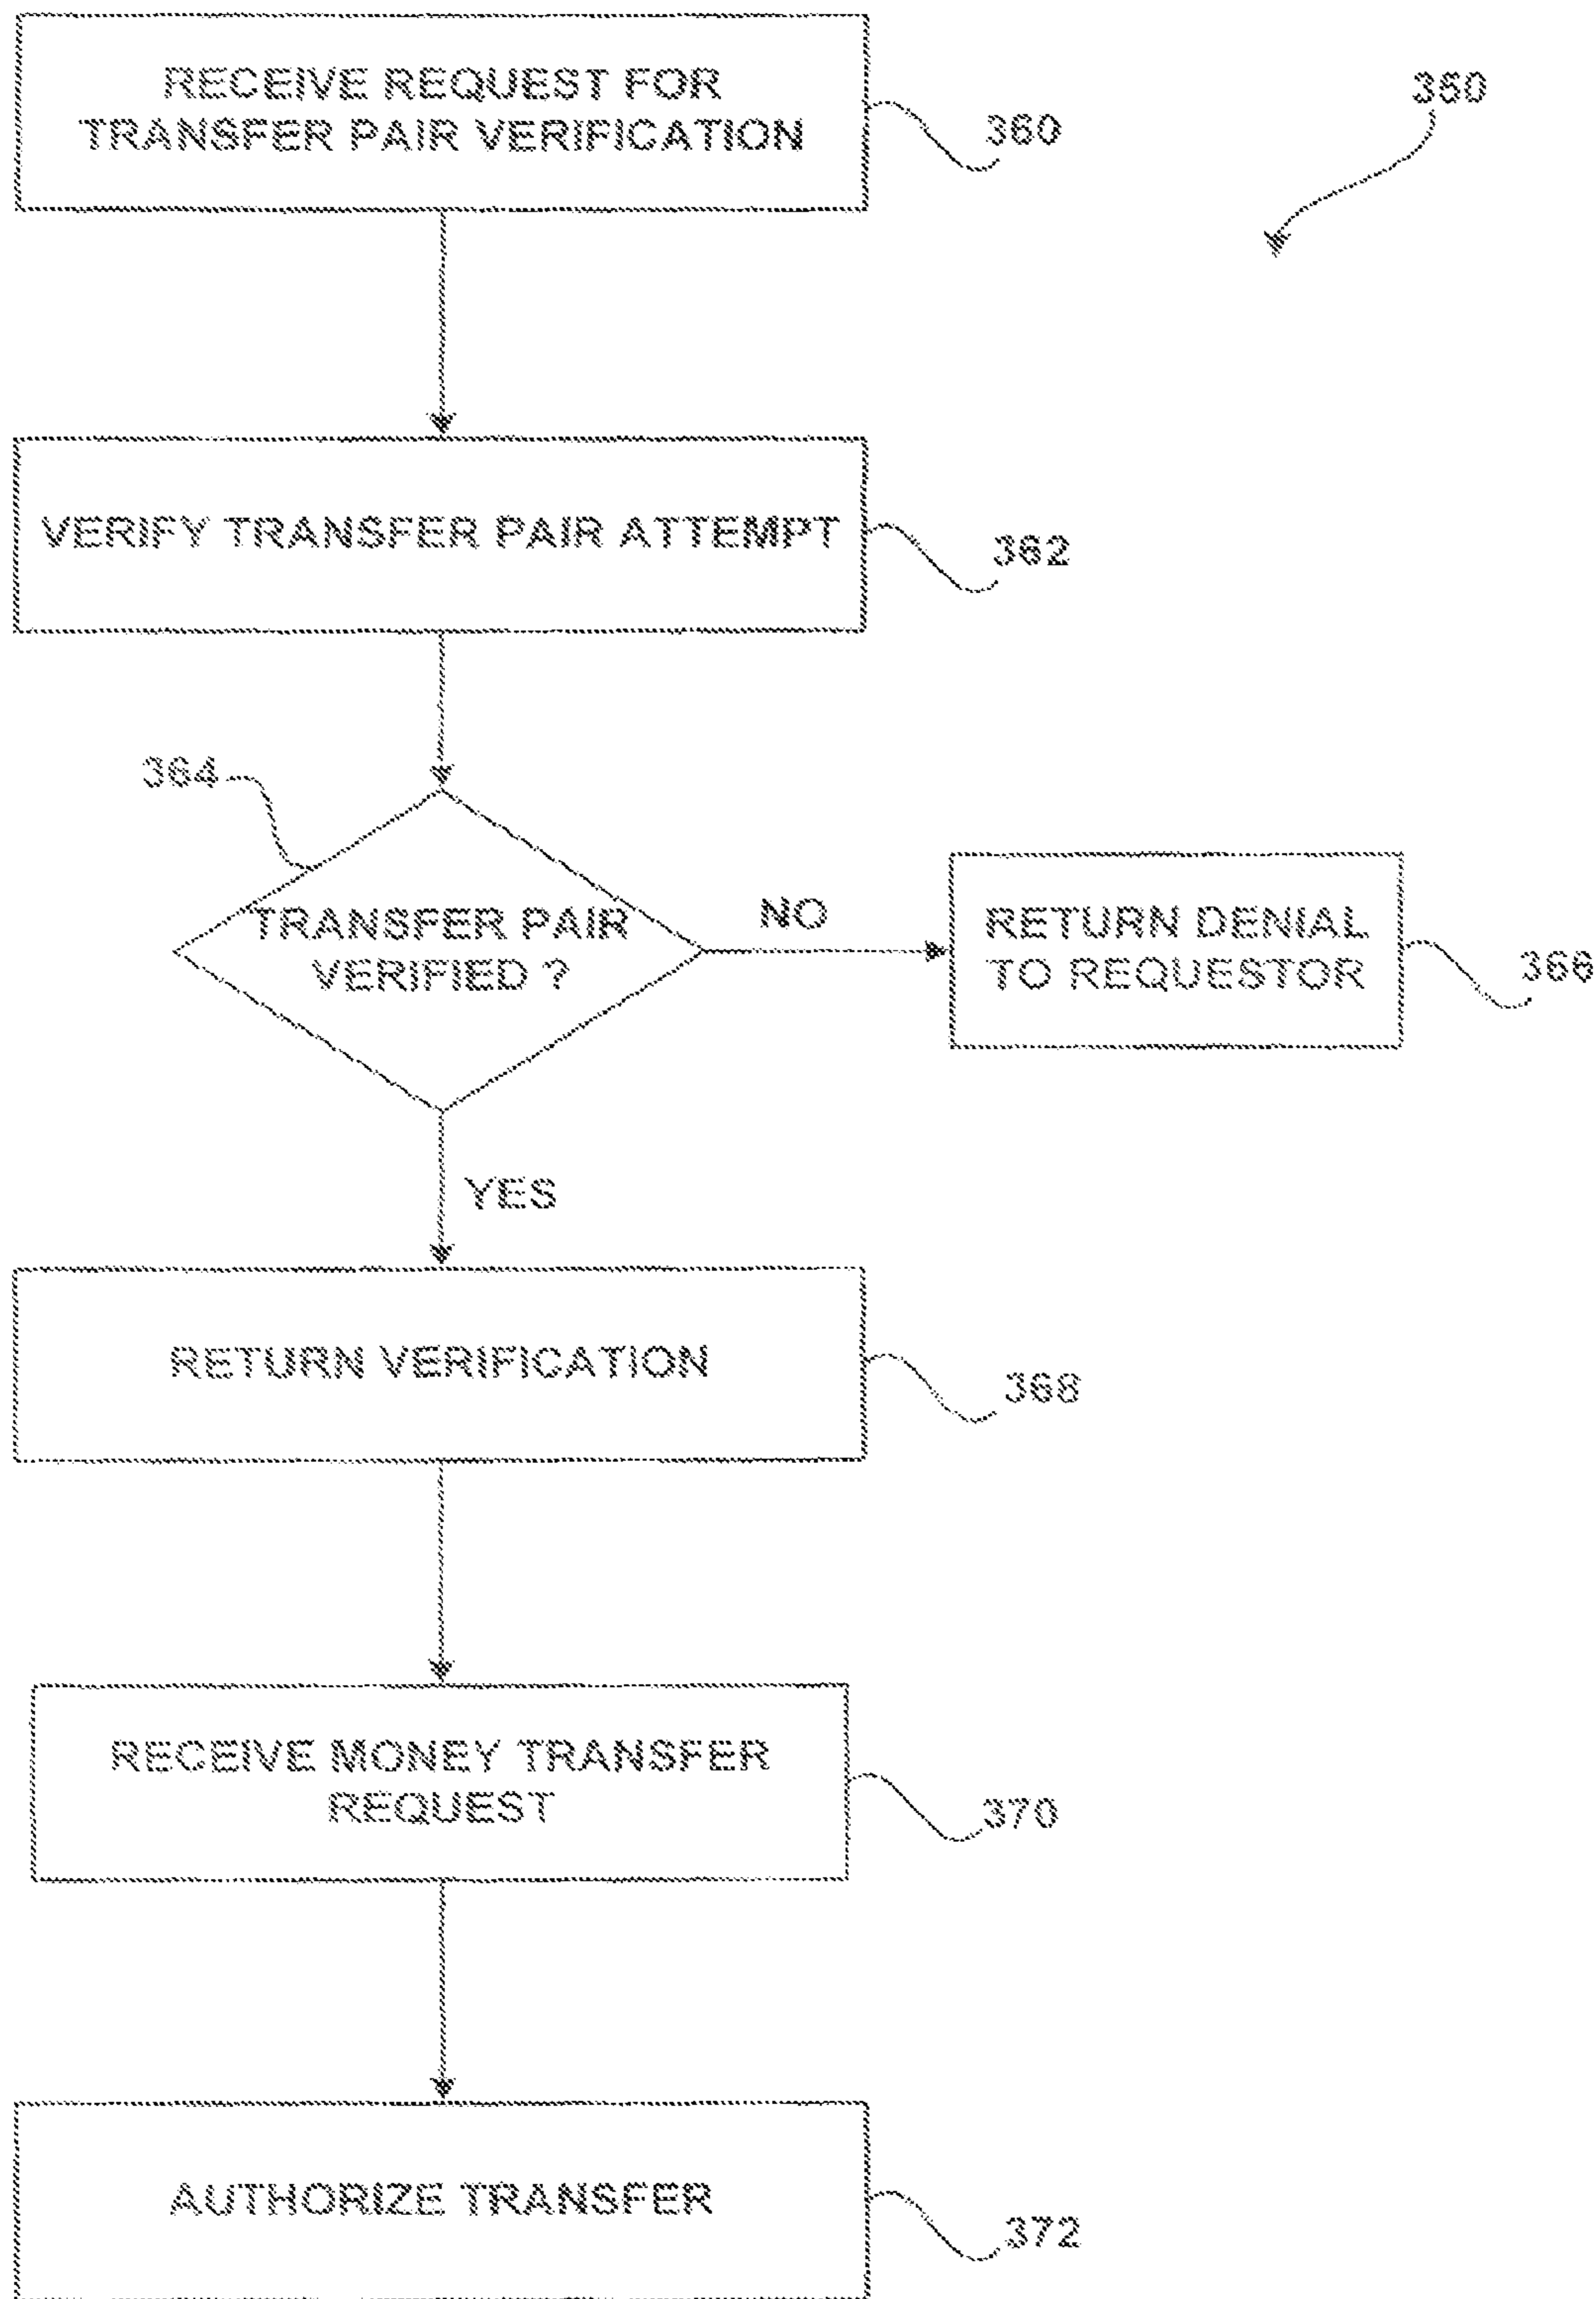 RECEIVE REQUEST FOR
TRANSFER PAIR VERIFICATION
360
350
VERIFY TRANSFER PAIR ATTEMPT
362
364
TRANSFER PAIR
VERIFIED ?
NO
RETURN DENIAL
TO REQUESTOR
366
YES
RETURN VERIFICATION
368
RECEIVE MONEY TRANSFER
REQUEST
370
AUTHORIZE TRANSFER
372